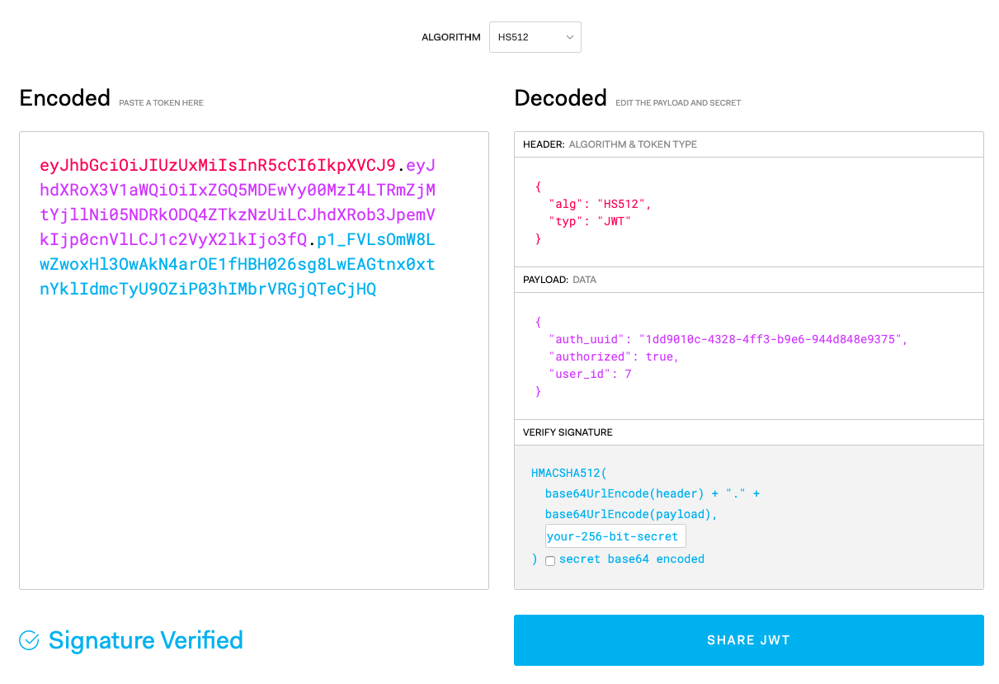 ALGORITHM HS512
Encoded PASTE A TOKEN HERE
eyJhbGciOiJIUzUxMiIsInR5cCI6IkpXVCJ9.eyJ
hdXRoX3V1aWQiOiIxZGQ5MDEwYy00MzI4LTRmZjM
tYjllNi05NDRkODQ4ZTkzNzUiLCJhdXRob3JpemV
kIjp0cnVlLCJ1c2VyX2lkIjo3fQ.p1_FVLsOmW8L
wZwoxHl3OwAkN4arOE1fHBH026sg8LwEAGtnx0xt
nYklIdmcTyU9OZiP03hIMbrVRGjQTeCjHQ
Decoded EDIT THE PAYLOAD AND SECRET
HEADER: ALGORITHM & TOKEN TYPE
{
"alg": "HS512",
"typ": "JWT"
}
PAYLOAD: DATA
{
"auth_uuid": "1dd9010c-4328-4ff3-b9e6-944d848e9375",
"authorized": true,
"user_id": 7
}
VERIFY SIGNATURE
HMACSHA512(
base64UrlEncode(header) + "." +
base64UrlEncode(payload),
your-256-bit-secret
) secret base64 encoded
Signature Verified
SHARE JWT